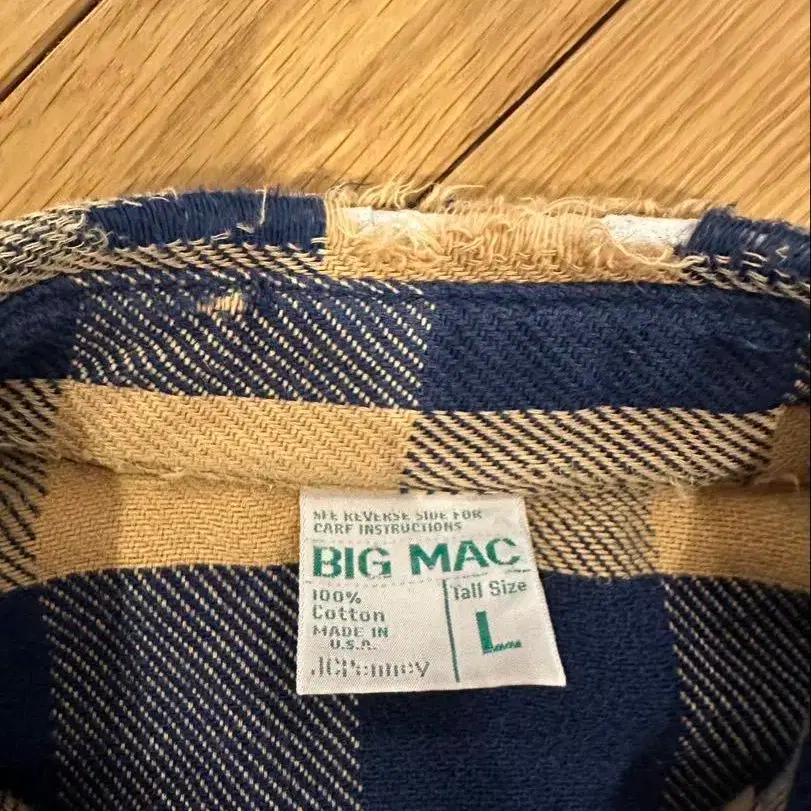 SEE REVERSE SIDE FOR
CARE INSTRUCTIONS
BIG MAC
100%
Cotton
MADE IN
U.S.A.
JCPenney
Tall Size
L